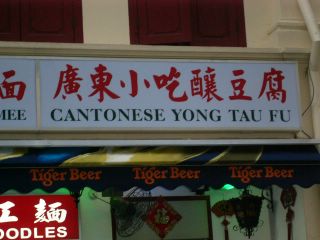 面 廣東小吃釀豆腐
MEE CANTONESE YONG TAU FU
Tiger Beer Tiger Beer Tiger Beer
工麵
NOODLES